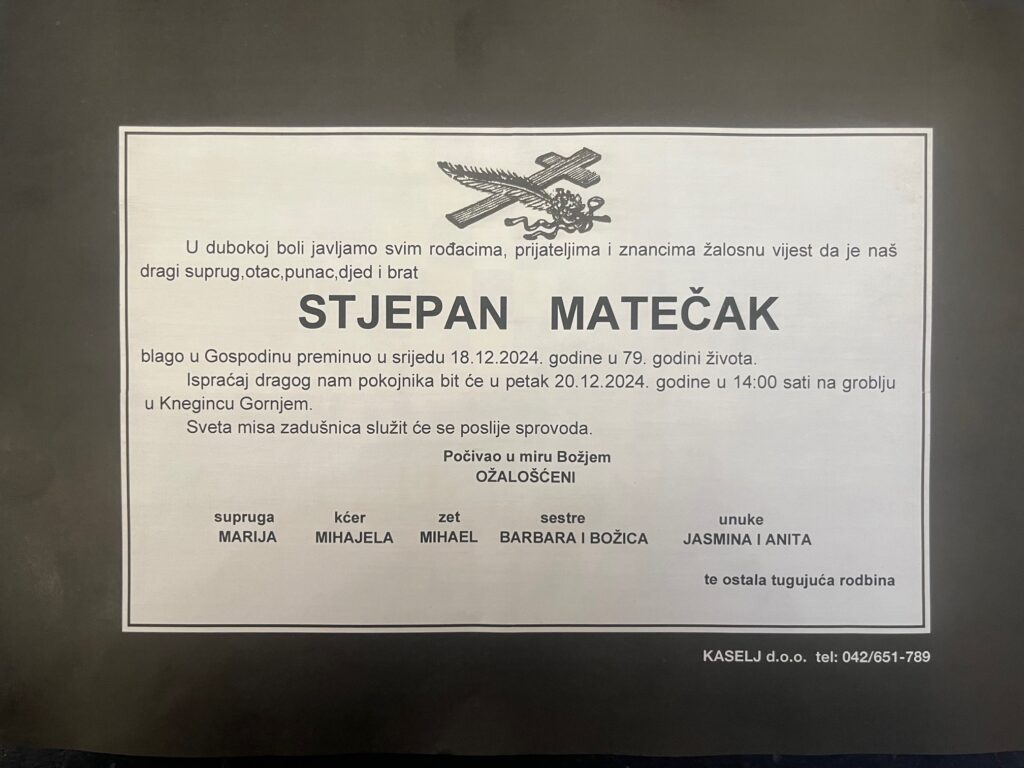 U dubokoj boli javljamo svim rođacima, prijateljima i znancima žalosnu vijest da je naš
dragi suprug,otac,punac,djed i brat
STJEPAN MATEČAK
blago u Gospodinu preminuo u srijedu 18.12.2024. godine u 79. godini života.
Ispraćaj dragog nam pokojnika bit će u petak 20.12.2024. godine u 14:00 sati na groblju
u Knegincu Gornjem.
Sveta misa zadušnica služit će se poslije sprovoda.
Počivao u miru Božjem
OŽALOŠĆENI
supruga kćer zet sestre unuke
MARIJA MIHAJELA MIHAEL BARBARA I BOŽICA JASMINA I ANITA
te ostala tugujuća rodbina
KASELJ d.o.o. tel: 042/651-789